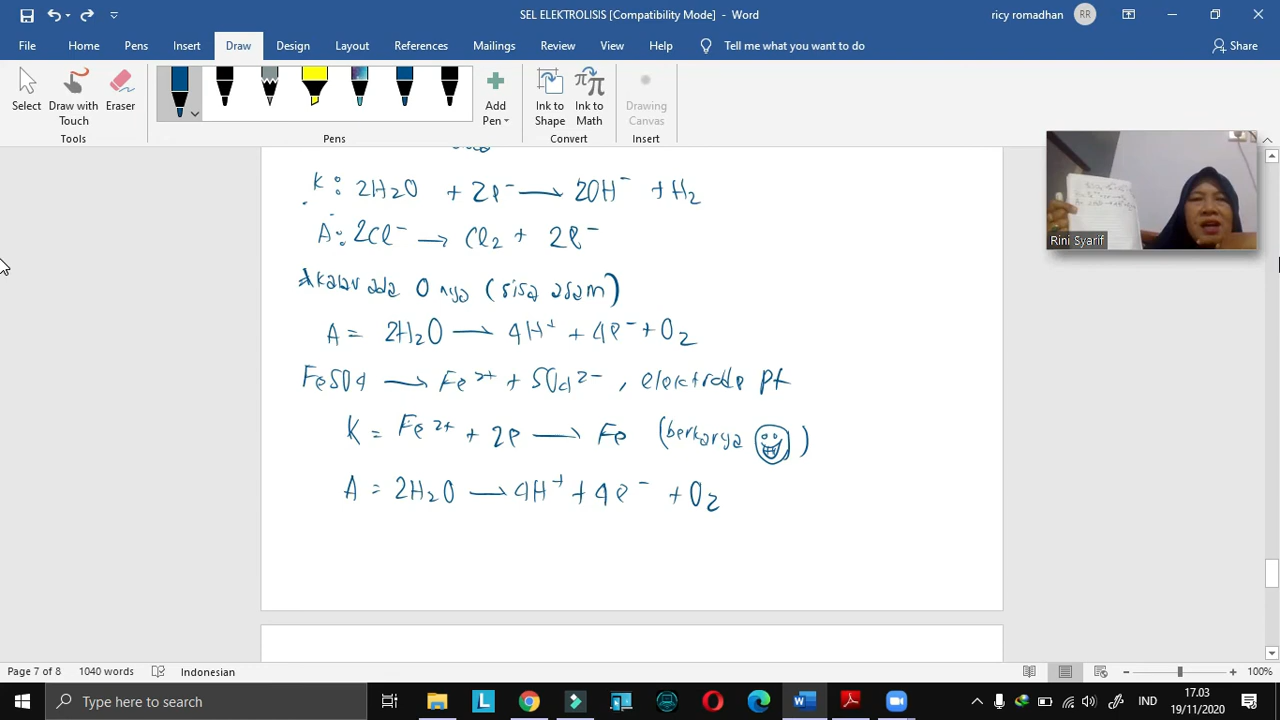 SEL ELEKTROLISIS [Compatibility Mode] - Word
ricy romadhan
RR
File Home Pens Insert Draw Design Layout References Mailings Review View Help Tell me what you want to do
Share
Select
Draw with Touch
Eraser
Add Pen
Ink to Shape
Ink to Math
Drawing Canvas
Tools
Pens
Convert
Insert
K: 2H2O + 2e⁻ → 2OH⁻ + H2
A: 2Cl⁻ → Cl2 + 2e⁻
kalau ada O nya (sisa asam)
A = 2H2O → 4H⁺ + 4e⁻ + O2
FeSO4 → Fe²⁺ + SO4²⁻, elektrode Pt
K = Fe²⁺ + 2e → Fe (berkarya )
A = 2H2O → 4H⁺ + 4e⁻ + O2
Rini Syarif
Page 7 of 8
1040 words
Indonesian
100%
Type here to search
IND
17.03
19/11/2020